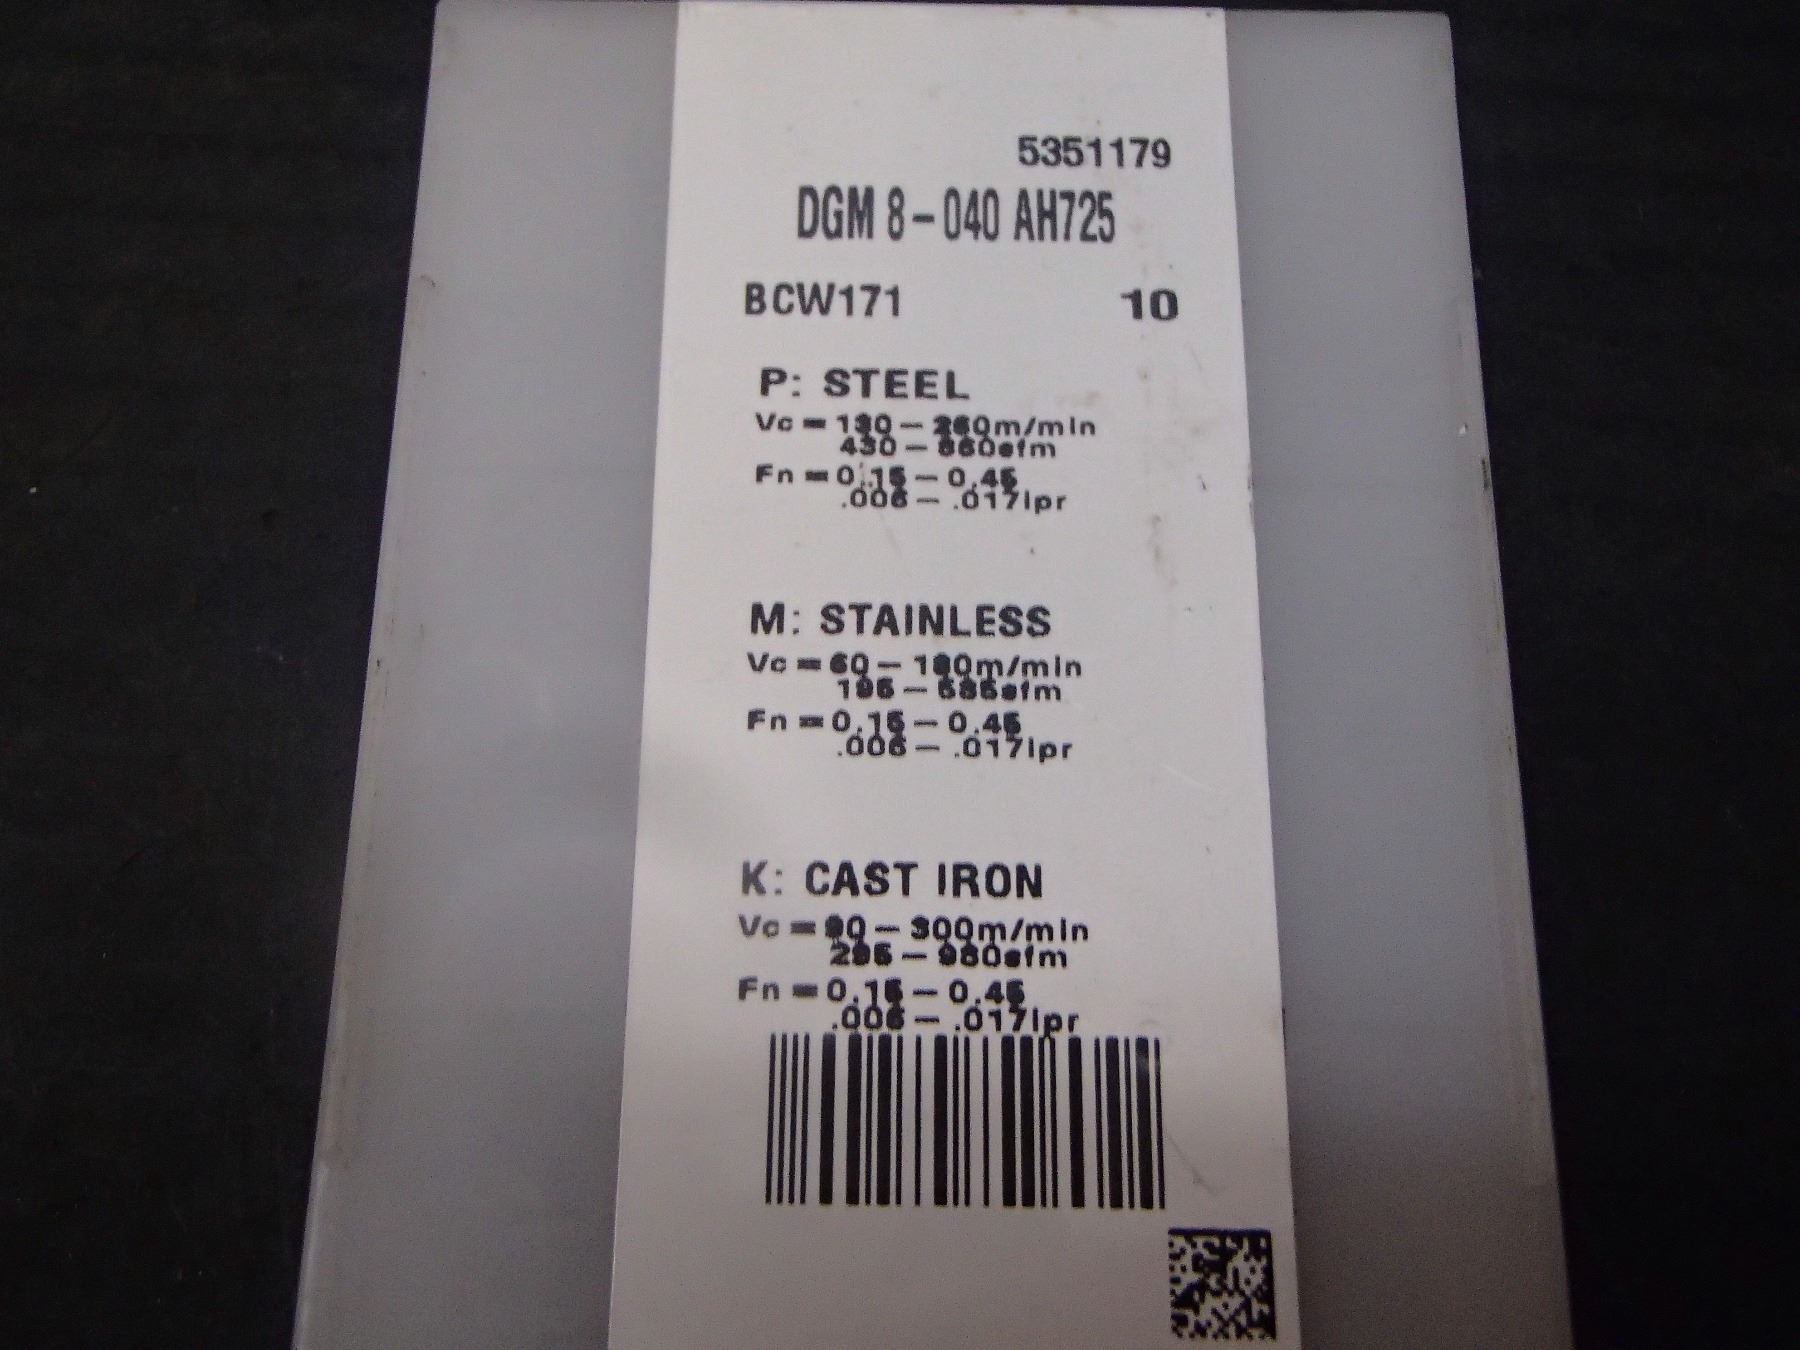 5351179
DGM 8-040 AH725
BCW171 10
P: STEEL
Vc = 130 - 260m/min
430 - 860sfm
Fn = 0.15 - 0.45
.006 - .017ipr
M: STAINLESS
Vc = 60 - 180m/min
195 - 585sfm
Fn = 0.15 - 0.45
.006 - .017ipr
K: CAST IRON
Vc = 90 - 300m/min
295 - 980sfm
Fn = 0.15 - 0.45
.006 - .017ipr